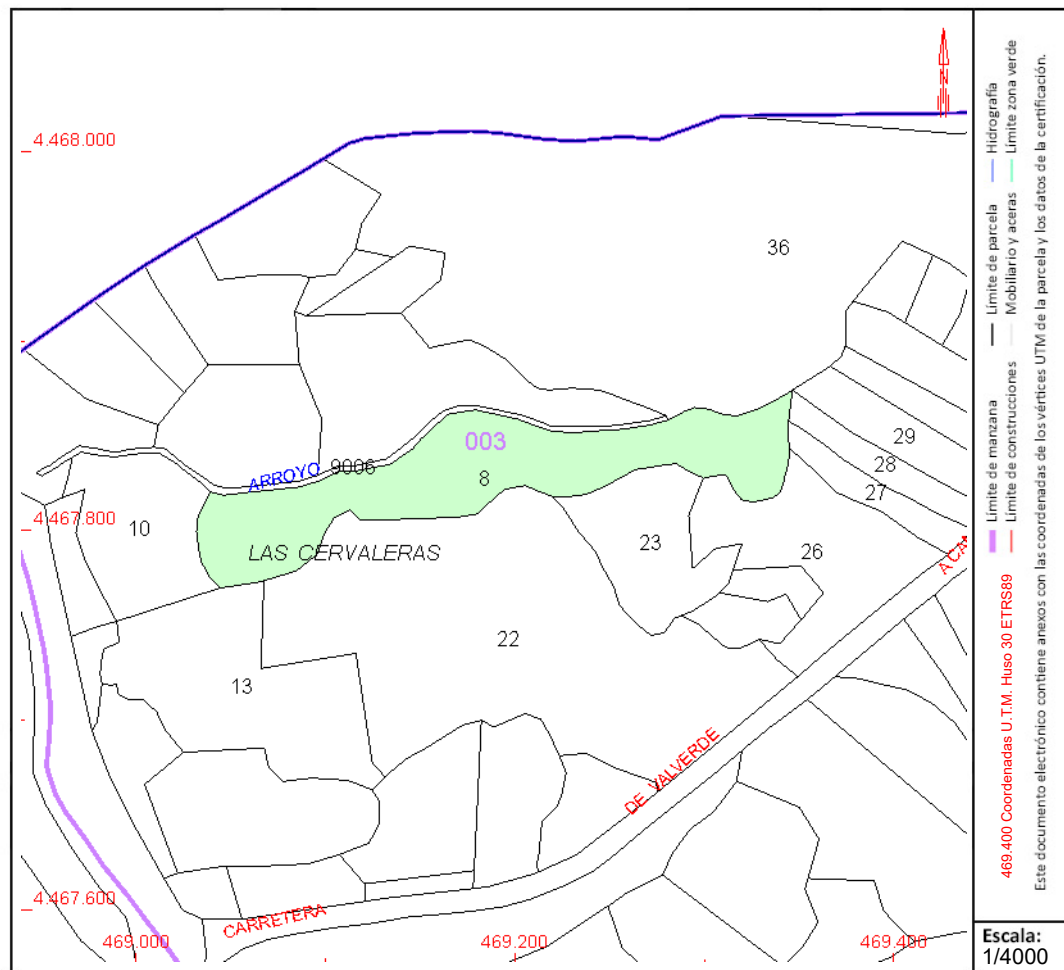 4.468.000
36
29
28
27
003
ARROYO
9006
8
4.467.800
10
LAS CERVALERAS
23
26
A CAM
22
13
DE VALVERDE
4.467.600
CARRETERA
469.000
469.200
469.400
N
Límite de manzana
Límite de parcela
Hidrografía
Límite de construcciones
Mobiliario y aceras
Límite zona verde
469.400 Coordenadas U.T.M. Huso 30 ETRS89
Este documento electrónico contiene anexos con las coordenadas de los vértices UTM de la parcela y los datos de la certificación.
Escala:
1/4000